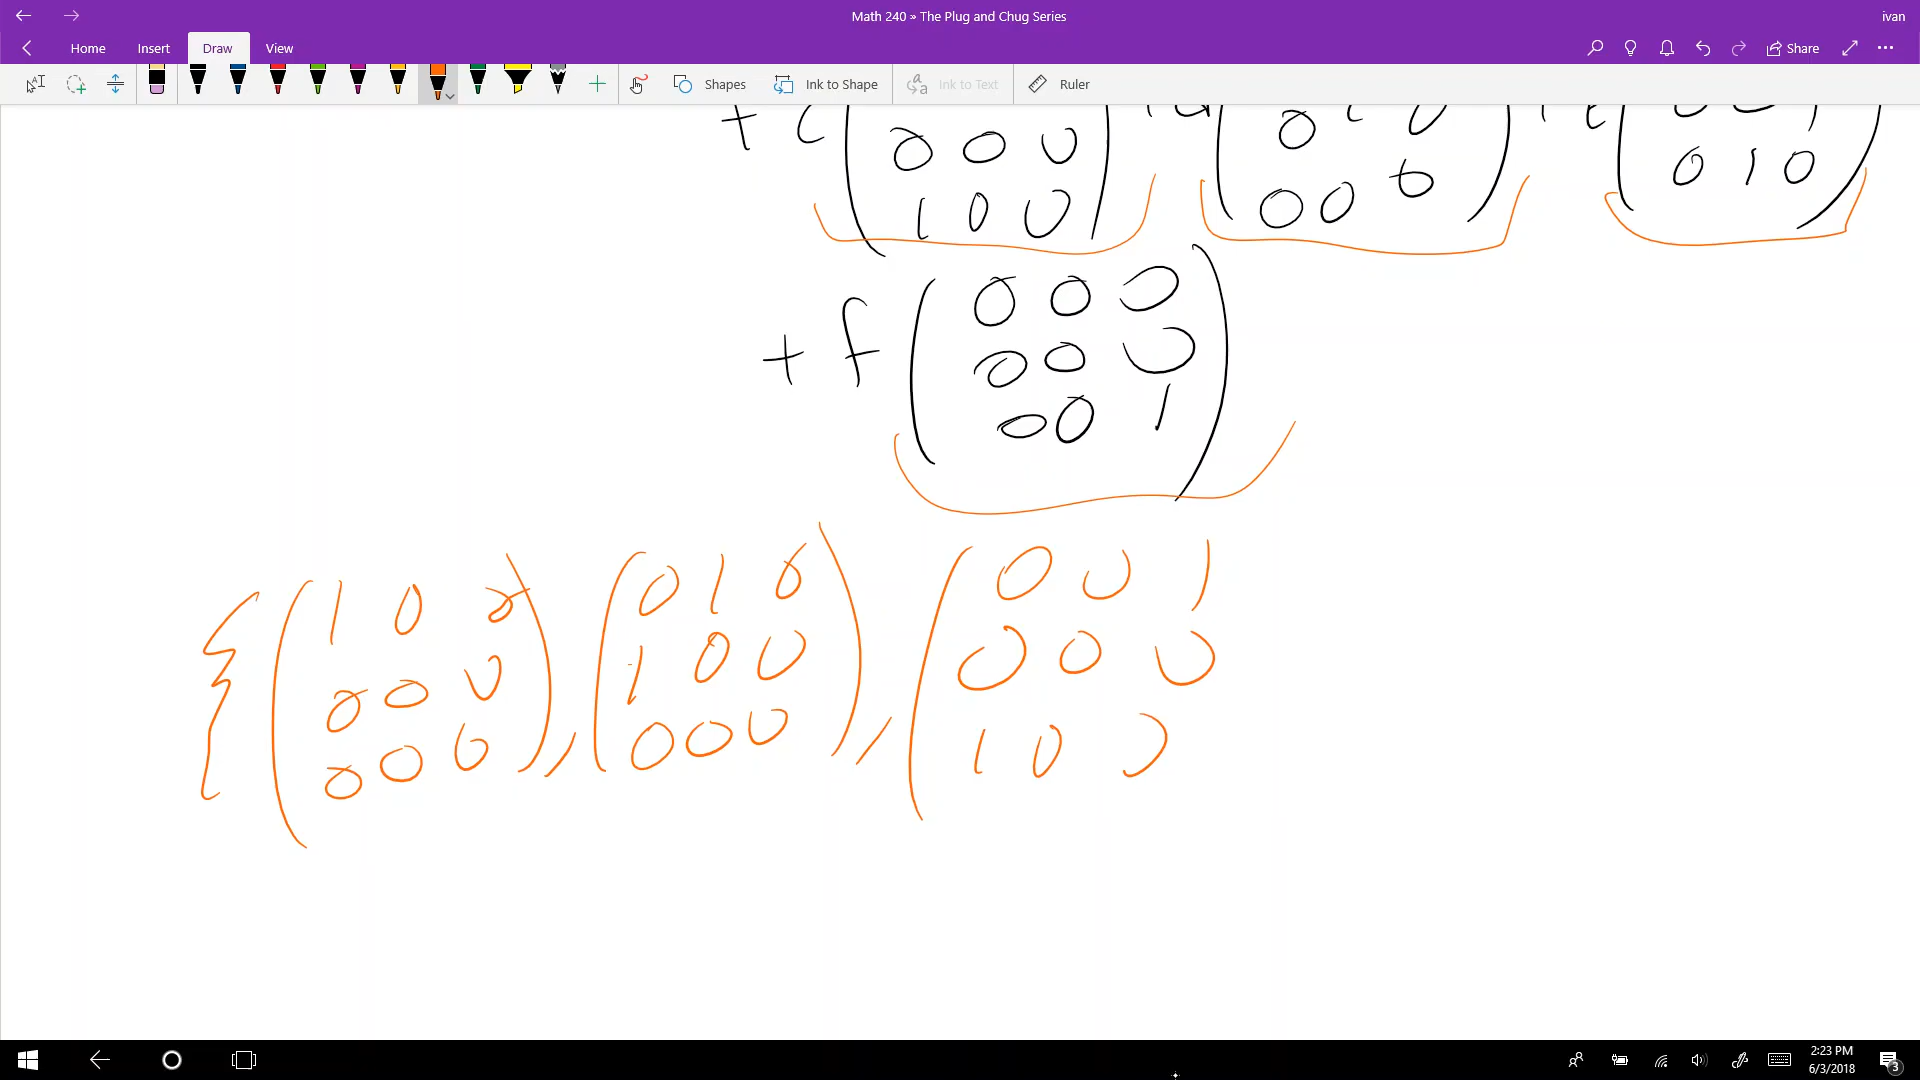 Math 240 » The Plug and Chug Series
ivan
Home Insert Draw View
Share
Shapes Ink to Shape Ink to Text Ruler
+ c ( 0 0 0 0 1 0 0 0 1
1 0 0 ) 0 0 0 ) 0 1 0 )
+ f ( 0 0 0
0 0 0
0 0 1 )
{ ( 1 0 0 ( 0 1 0 ( 0 0 1
0 0 0 1 0 0 0 0 0
0 0 0 ) , 0 0 0 ) , 1 0 0
2:23 PM
6/3/2018
3